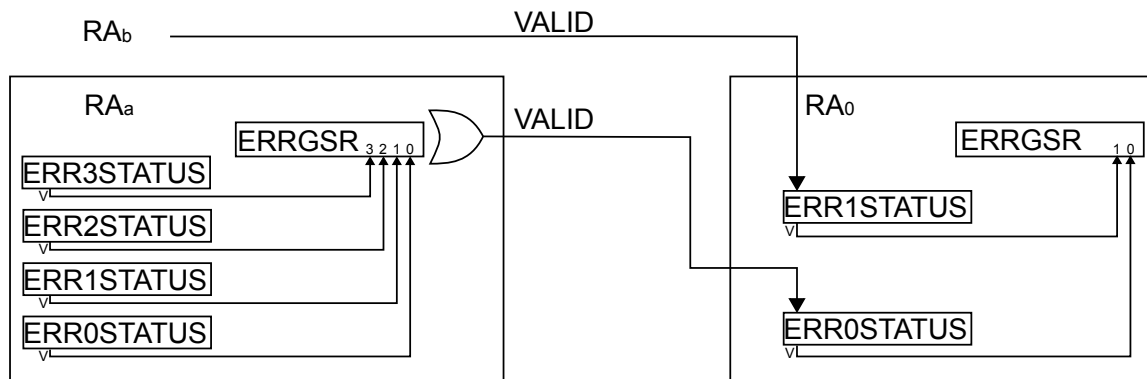 VALID
RAb
RAa
VALID
RA0
ERRGSR 3 2 1 0
ERRGSR 1 0
ERR3STATUS
V
ERR2STATUS
V
ERR1STATUS
V
ERR1STATUS
V
ERR0STATUS
V
ERR0STATUS
V